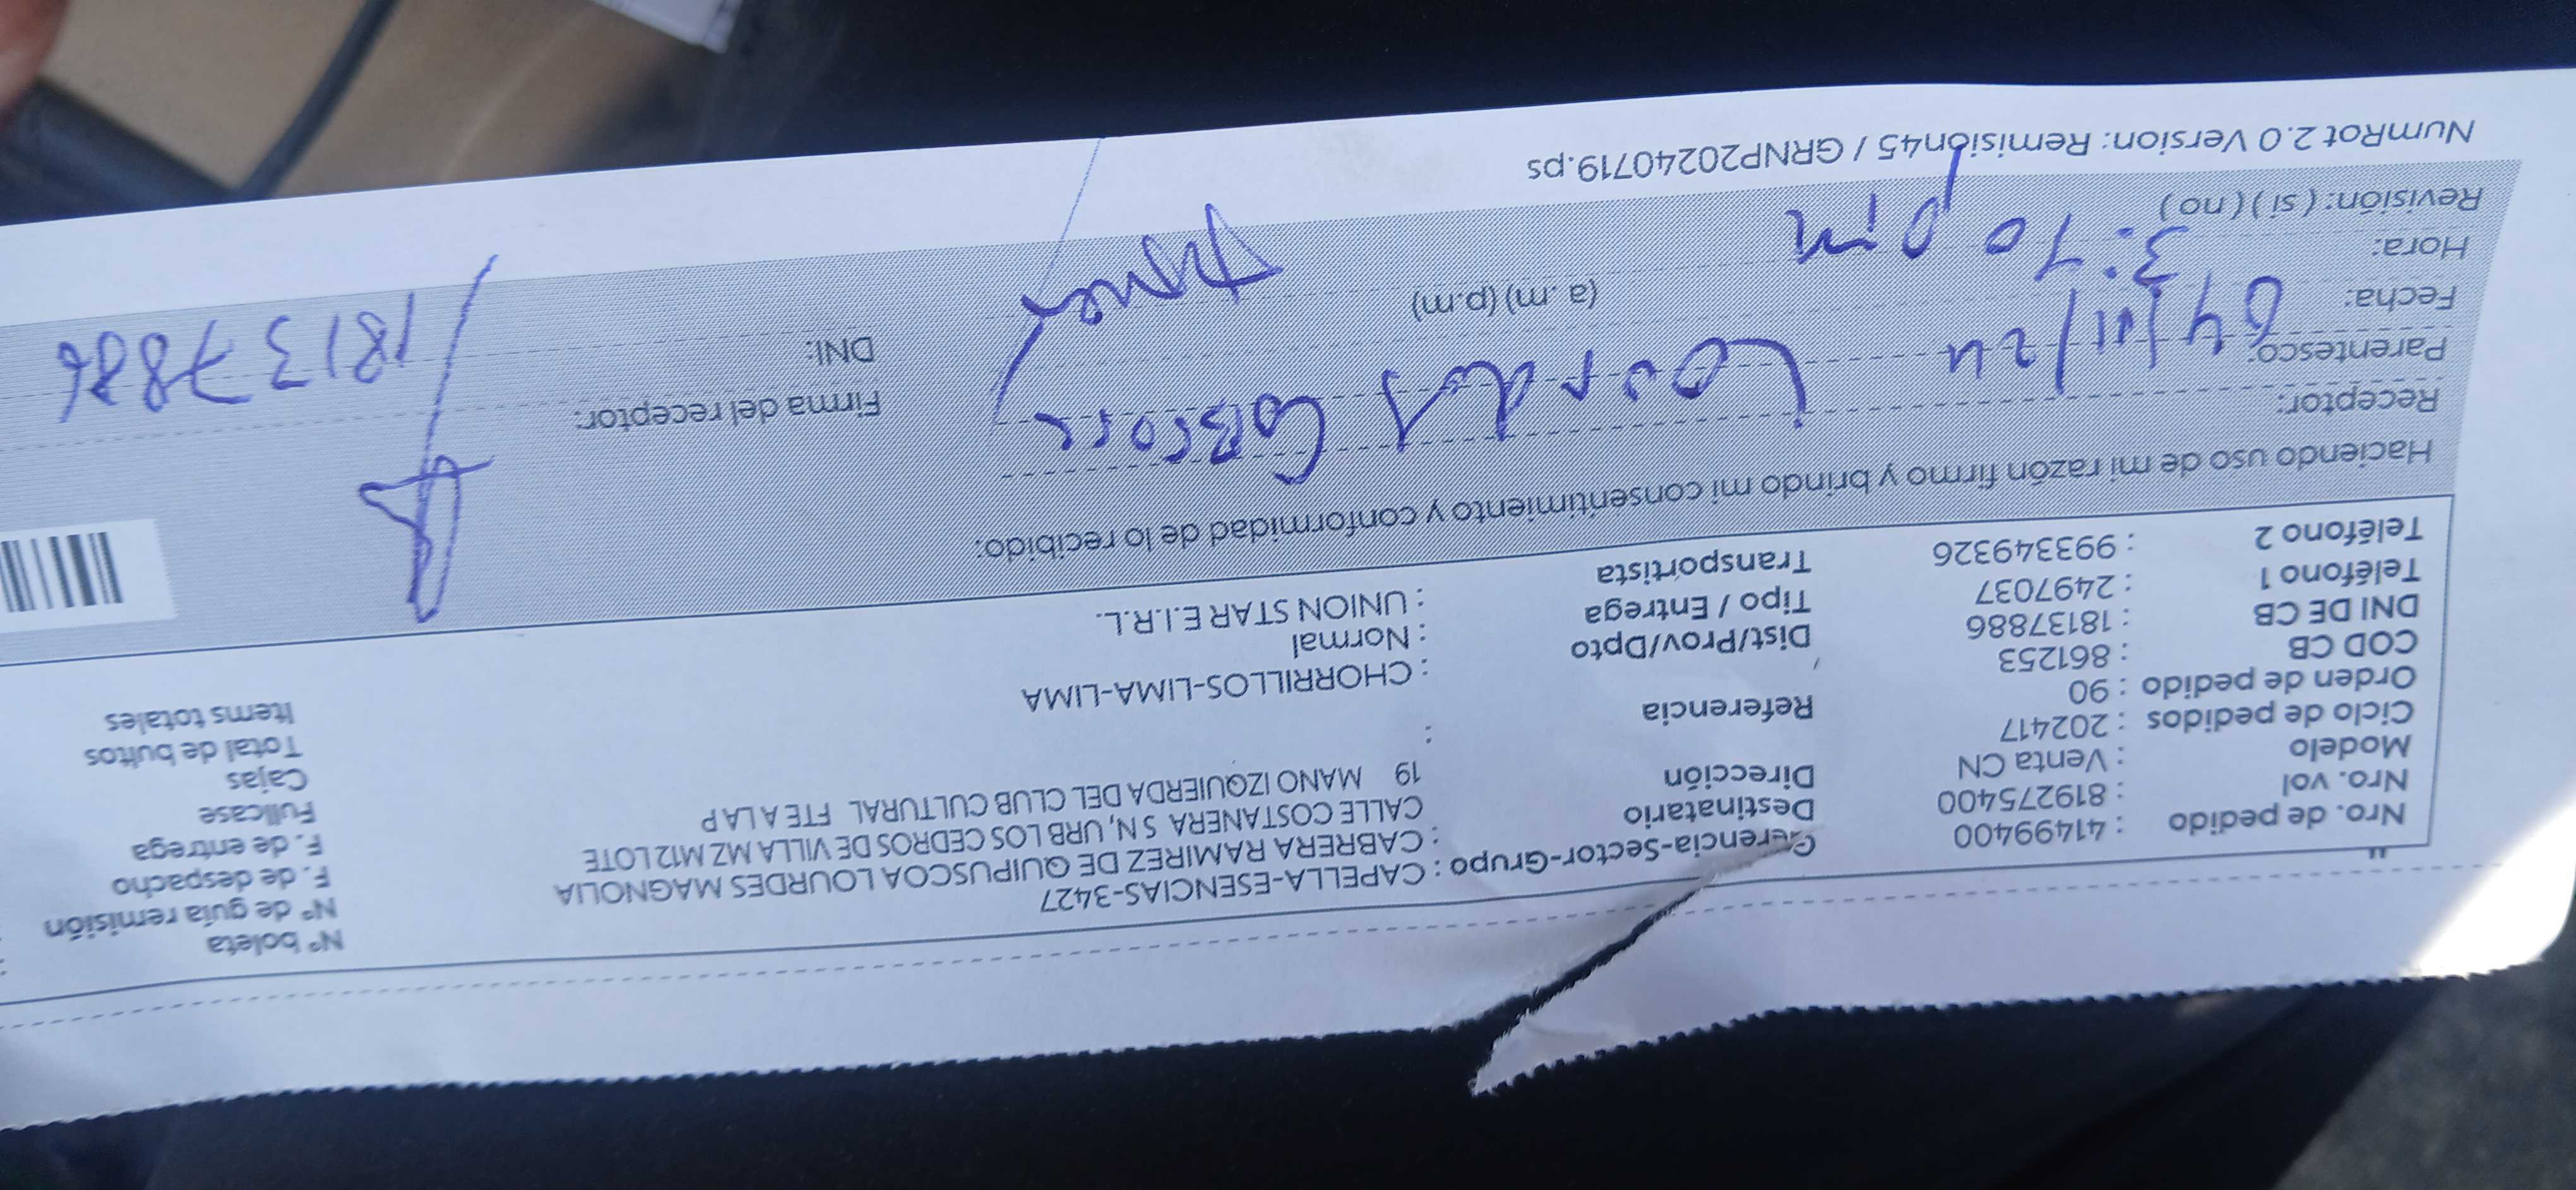 Nro. de pedido : 41499400
Nro. vol : 819275400
Modelo : Venta CN
Ciclo de pedidos : 202417
Orden de pedido : 90
COD CB : 861253
DNI DE CB : 18137886
Teléfono 1 : 2497037
Teléfono 2 : 993349326
Gerencia-Sector-Grupo : CAPELLA-ESENCIAS-3427
Destinatario : CABRERA RAMIREZ DE QUIPUSCOA LOURDES MAGNOLIA
Dirección CALLE COSTANERA S N, URB LOS CEDROS DE VILLA MZ M12 LOTE
19 MANO IZQUIERDA DEL CLUB CULTURAL FTE A LA P
Referencia :
Dist/Prov/Dpto : CHORRILLOS-LIMA-LIMA
Tipo / Entrega : Normal
Transportista : UNION STAR E.I.R.L.
N° boleta :
N° de guía remisión :
F. de despacho
F. de entrega
Fullcase
Cajas
Total de bultos
Items totales
Haciendo uso de mi razón firmo y brindo mi consentimiento y conformidad de lo recibido:
Receptor: Lourdes
Parentesco:
Fecha:
Hora: 3:10 pm (a.m) (p.m)
Revisión: (si) (no)
Firma del receptor:
DNI: 18137886
NumRot 2.0 Version: Remision45 / GRNP20240719.ps